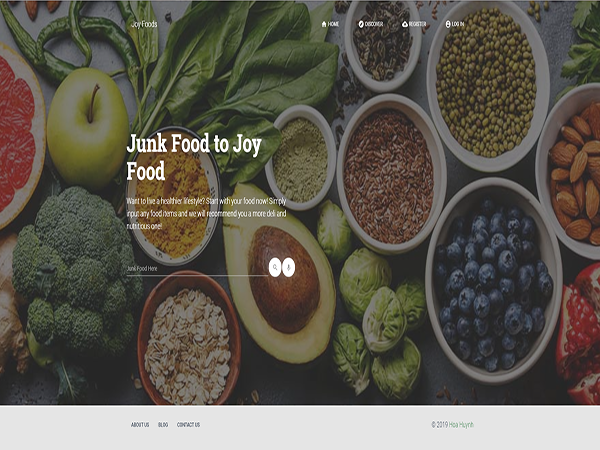 Joy Foods
HOME
DISCOVER
REGISTER
LOG IN
Junk Food to Joy
Food
Want to live a healthier lifestyle? Start with your food now! Simply
input any food items and we will recommend you a more deli and
nutritious one!
Junk Food Here
ABOUT US
BLOG
CONTACT US
© 2019 Hoa Huynh